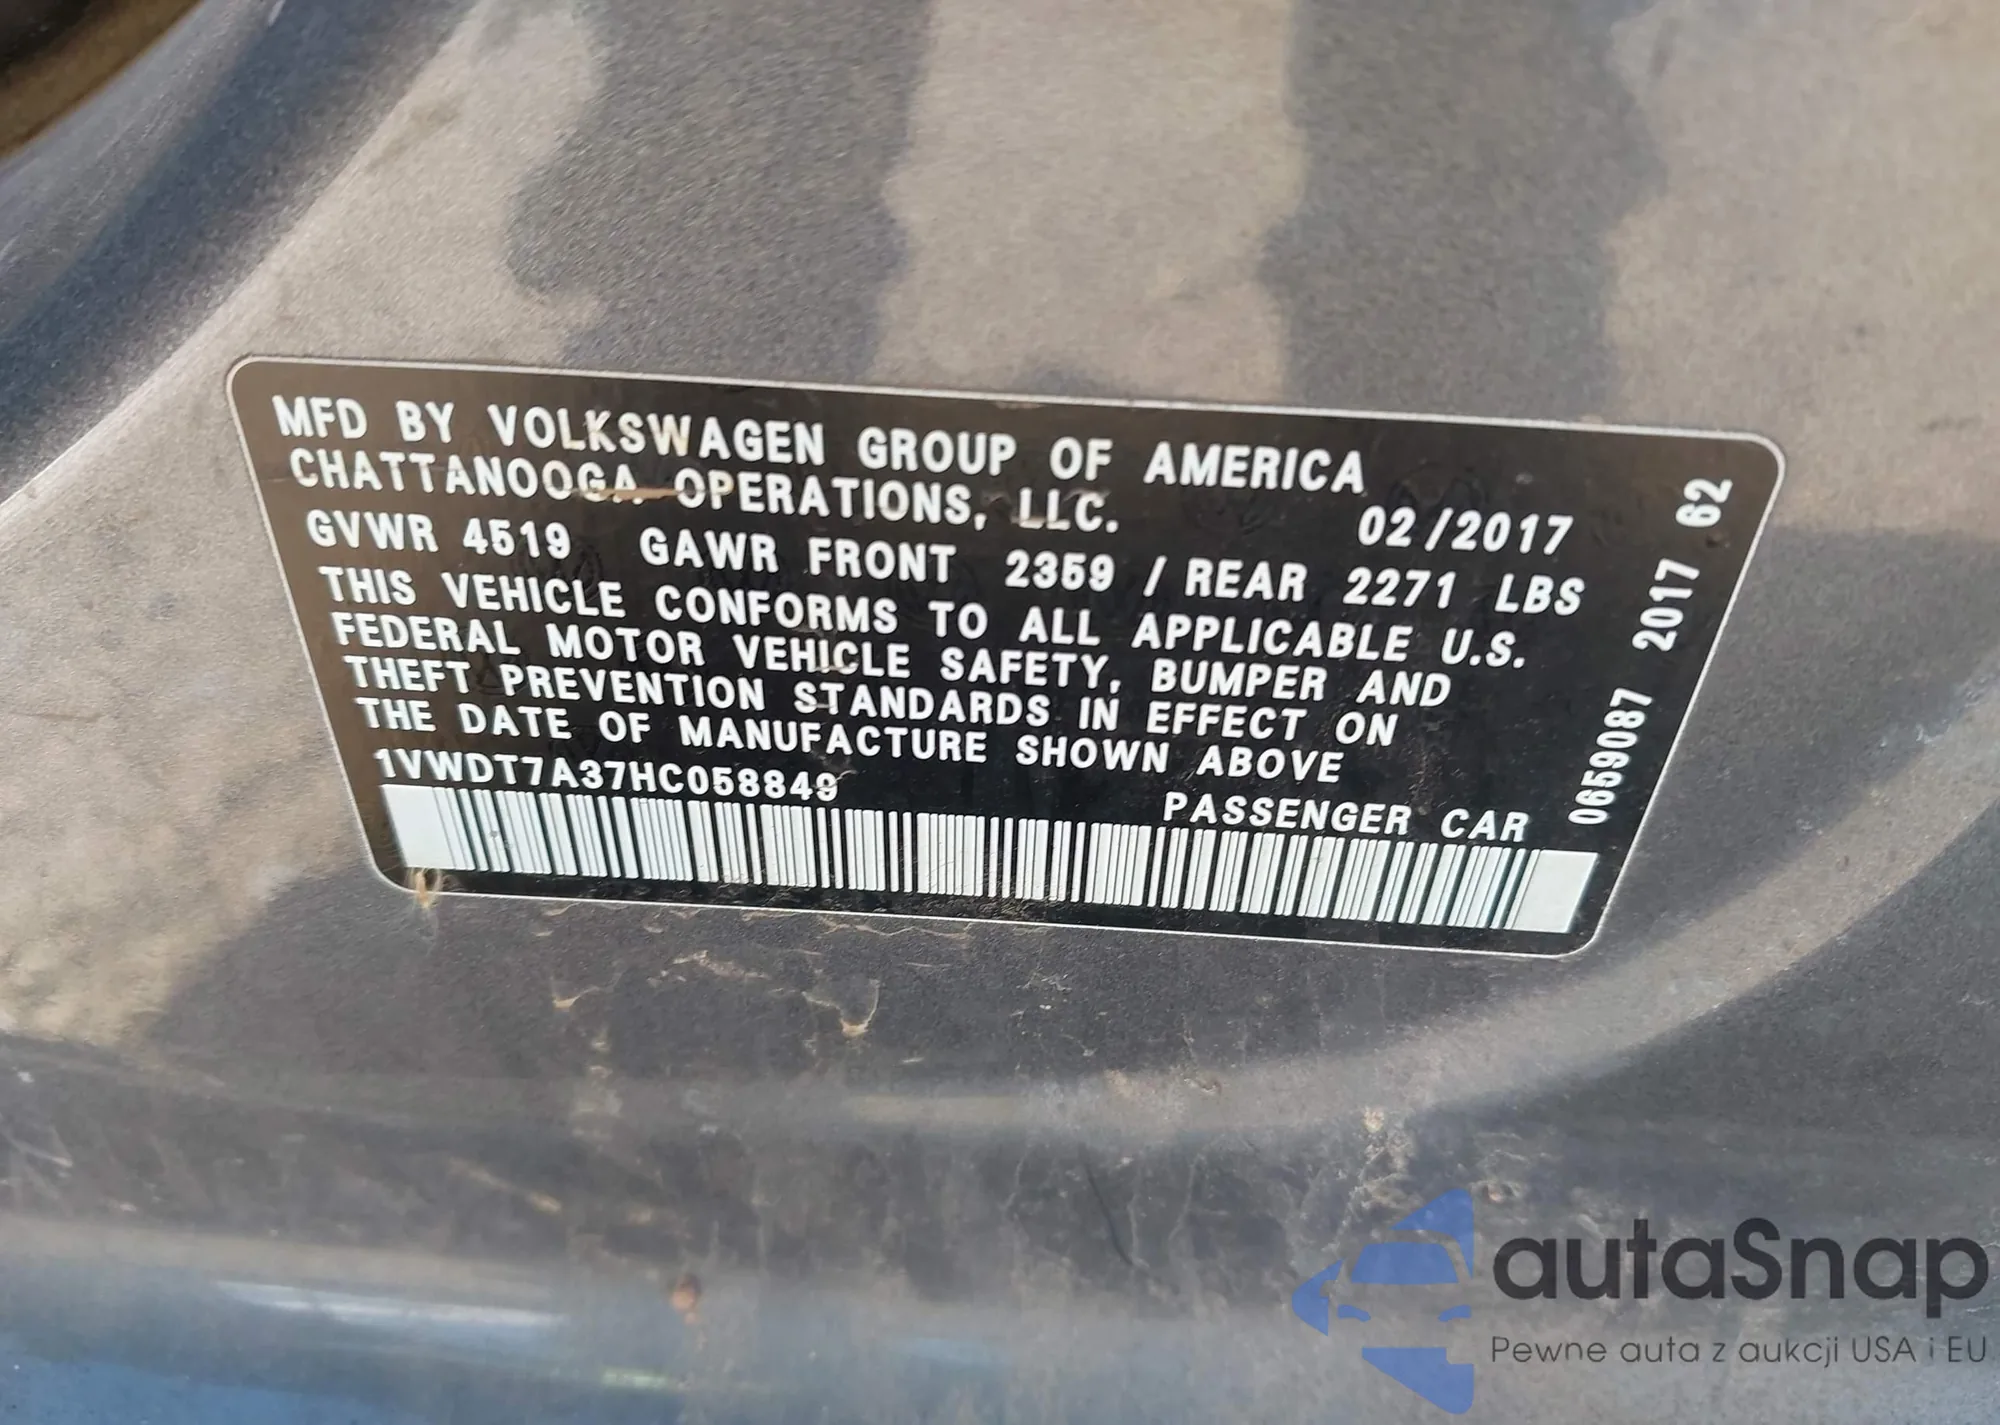 MFD BY VOLKSWAGEN GROUP OF AMERICA
CHATTANOOGA OPERATIONS, LLC.
02/2017
GVWR 4519 GAWR FRONT 2359 / REAR 2271 LBS
THIS VEHICLE CONFORMS TO ALL APPLICABLE U.S.
FEDERAL MOTOR VEHICLE SAFETY, BUMPER AND
THEFT PREVENTION STANDARDS IN EFFECT ON
THE DATE OF MANUFACTURE SHOWN ABOVE
1VWDT7A37HC058849
PASSENGER CAR
0659087 2017 62
autaSnap
Pewne auta z aukcji USA i EU